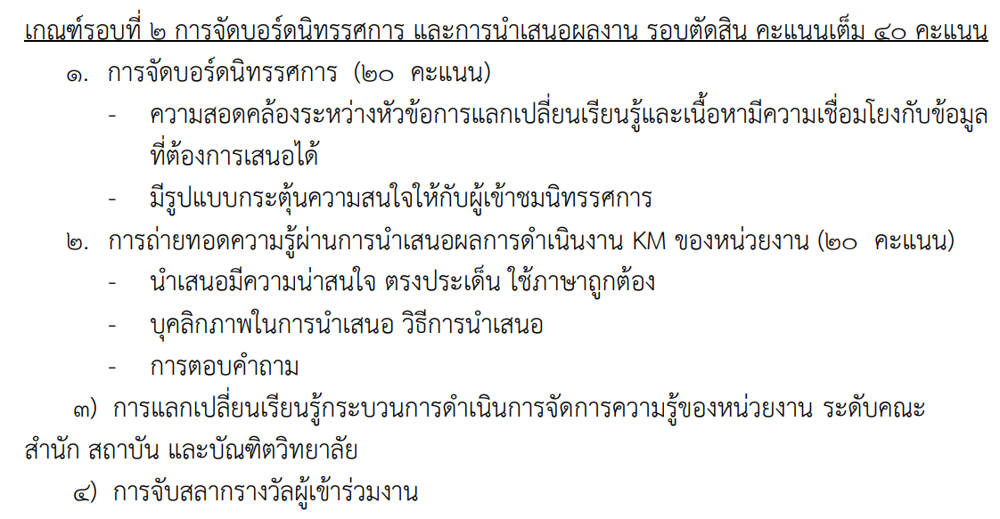 เกณฑ์รอบที่ ๒ การจัดบอร์ดนิทรรศการ และการนำเสนอผลงาน รอบตัดสิน คะแนนเต็ม ๔๐ คะแนน
๑. การจัดบอร์ดนิทรรศการ (๒๐ คะแนน)
- ความสอดคล้องระหว่างหัวข้อการแลกเปลี่ยนเรียนรู้และเนื้อหามีความเชื่อมโยงกับข้อมูล
ที่ต้องการเสนอได้
- มีรูปแบบกระตุ้นความสนใจให้กับผู้เข้าชมนิทรรศการ
๒. การถ่ายทอดความรู้ผ่านการนำเสนอผลการดำเนินงาน KM ของหน่วยงาน (๒๐ คะแนน)
- นำเสนอมีความน่าสนใจ ตรงประเด็น ใช้ภาษาถูกต้อง
- บุคลิกภาพในการนำเสนอ วิธีการนำเสนอ
- การตอบคำถาม
๓) การแลกเปลี่ยนเรียนรู้กระบวนการดำเนินการจัดการความรู้ของหน่วยงาน ระดับคณะ
สำนัก สถาบัน และบัณฑิตวิทยาลัย
๔) การจับสลากรางวัลผู้เข้าร่วมงาน